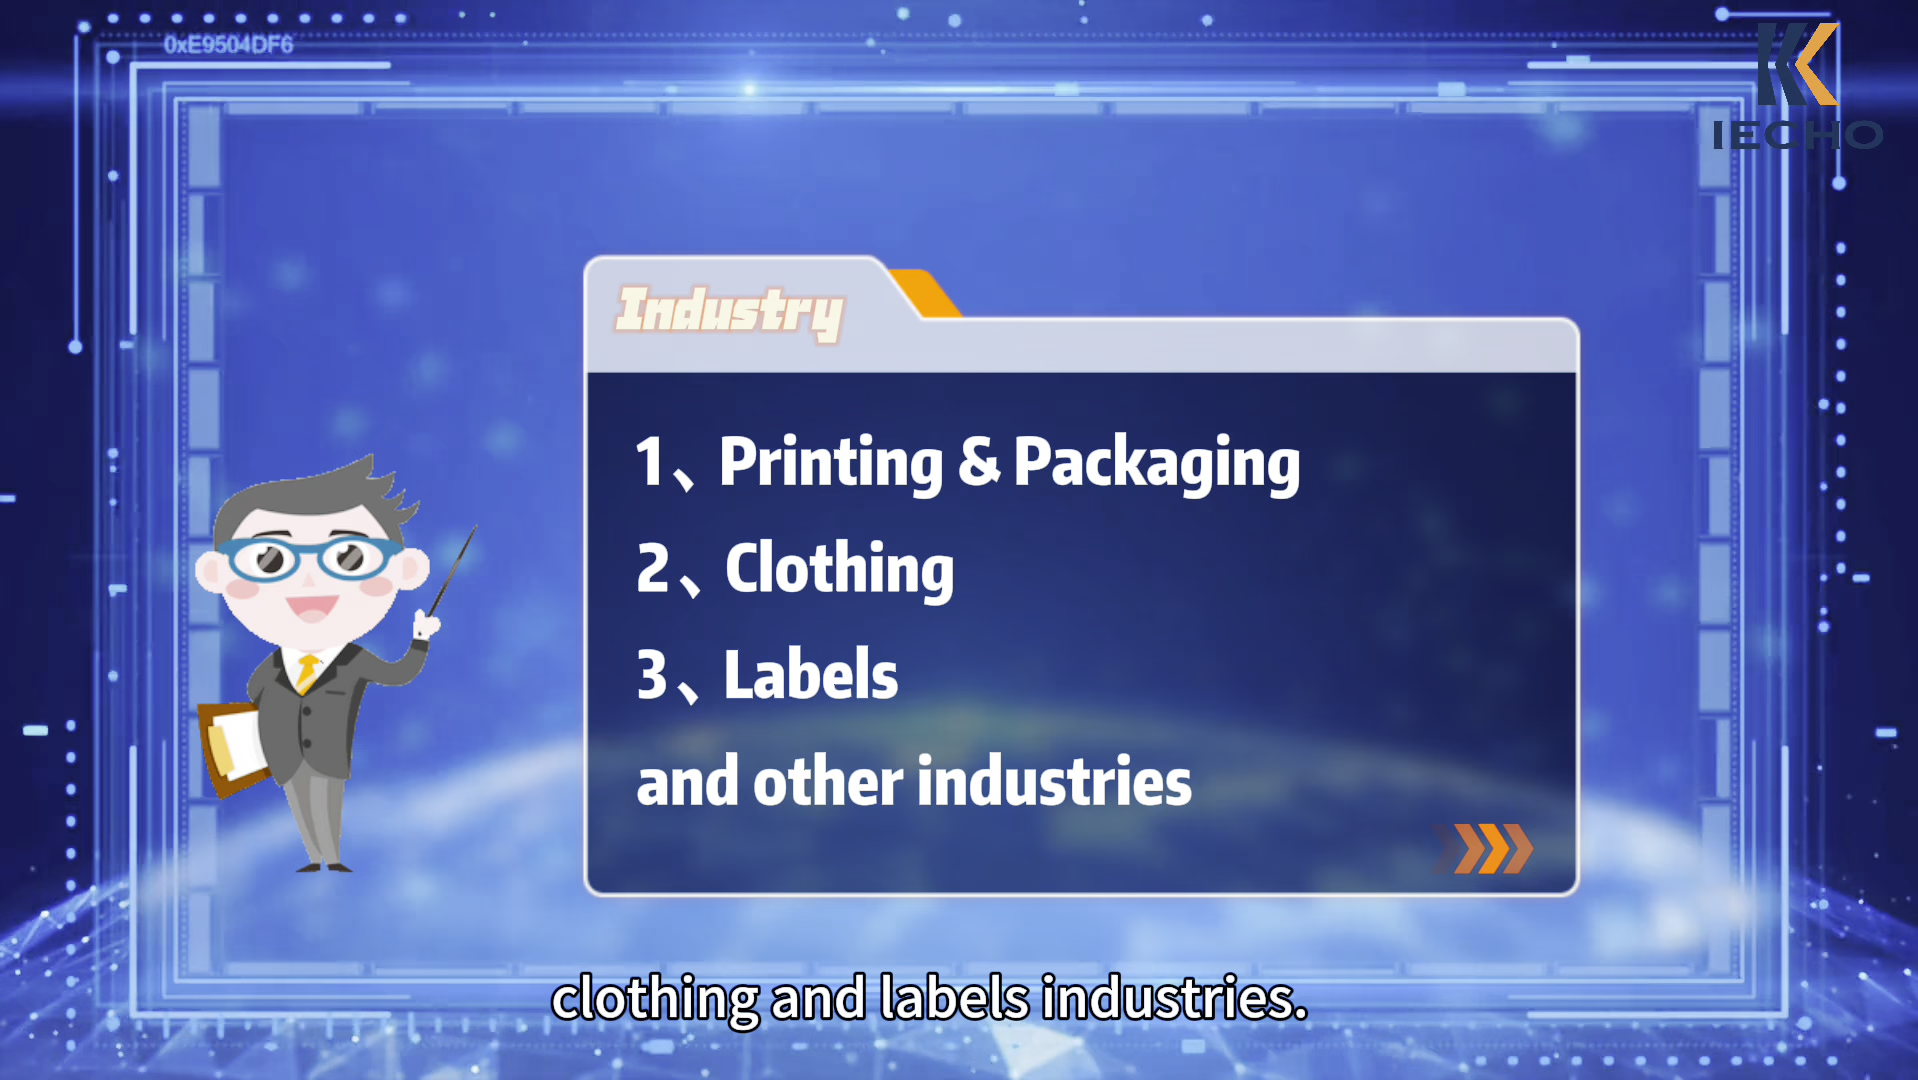 0xE9504DF6
IECHO
Industry
1、Printing & Packaging
2、Clothing
3、Labels
and other industries
clothing and labels industries.